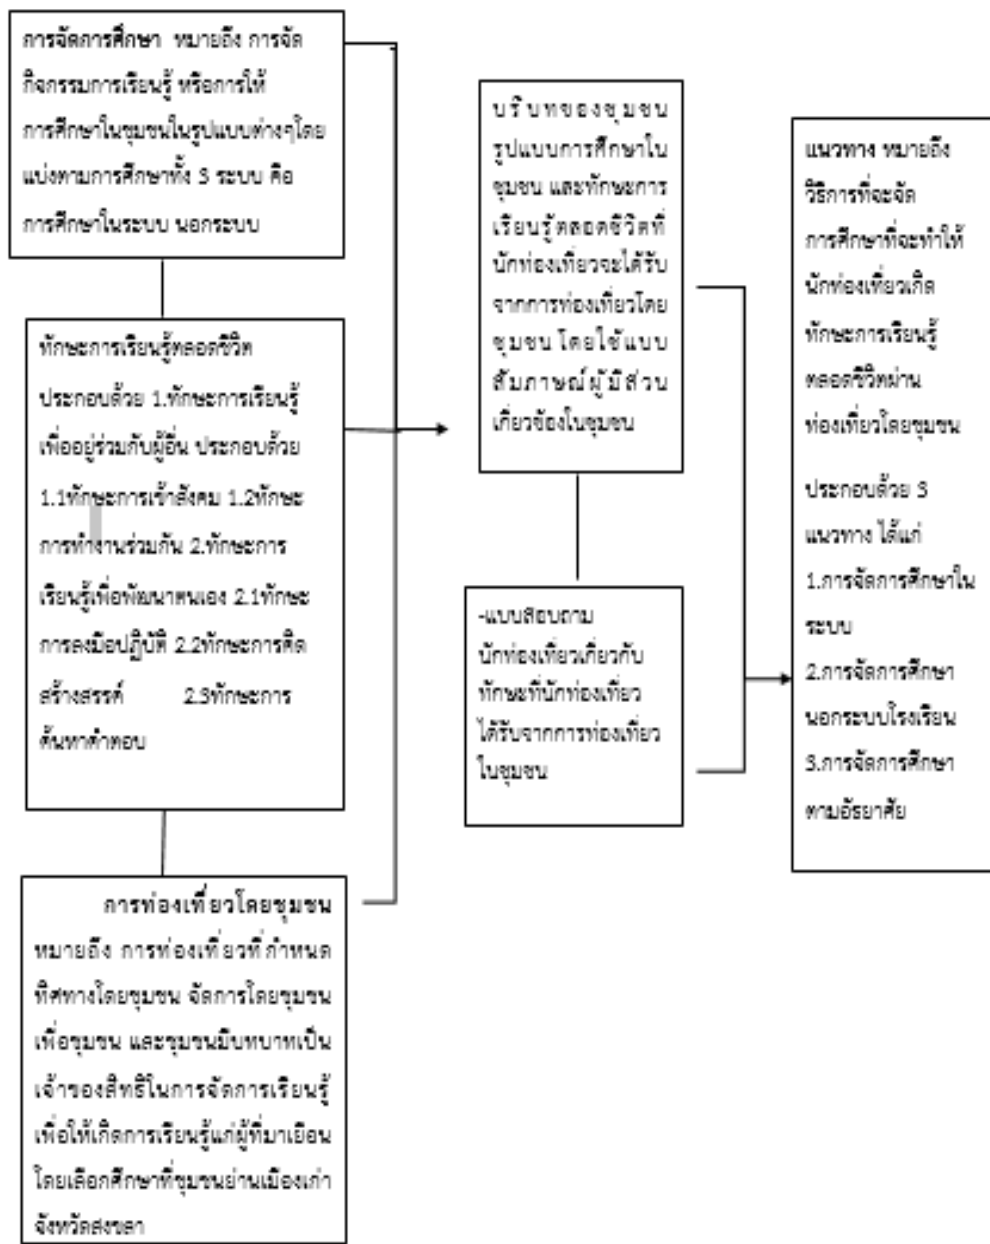 การจัดการศึกษา หมายถึง การจัด
กิจกรรมการเรียนรู้ หรือการให้
การศึกษาในชุมชนในรูปแบบต่างๆโดย
แบ่งตามการศึกษาทั้ง 3 ระบบ คือ
การศึกษาในระบบ นอกระบบ
ทักษะการเรียนรู้ตลอดชีวิต
ประกอบด้วย 1.ทักษะการเรียนรู้
เพื่ออยู่ร่วมกับผู้อื่น ประกอบด้วย
1.1ทักษะการเข้าสังคม 1.2ทักษะ
การทำงานร่วมกัน 2.ทักษะการ
เรียนรู้เพื่อพัฒนาตนเอง 2.1ทักษะ
การลงมือปฏิบัติ 2.2ทักษะการคิด
สร้างสรรค์ 2.3ทักษะการ
ค้นหาคำตอบ
การท่องเที่ยวโดยชุมชน
หมายถึง การท่องเที่ยวที่กำหนด
ทิศทางโดยชุมชน จัดการโดยชุมชน
เพื่อชุมชน และชุมชนมีบทบาทเป็น
เจ้าของสิทธิในการจัดการเรียนรู้
เพื่อให้เกิดการเรียนรู้แก่ผู้ที่มาเยือน
โดยเลือกศึกษาที่ชุมชนย่านเมืองเก่า
จังหวัดสงขลา
บริบทของชุมชน
รูปแบบการศึกษาใน
ชุมชน และทักษะการ
เรียนรู้ตลอดชีวิตที่
นักท่องเที่ยวจะได้รับ
จากการท่องเที่ยวโดย
ชุมชน โดยใช้แบบ
สัมภาษณ์ผู้มีส่วน
เกี่ยวข้องในชุมชน
-แบบสอบถาม
นักท่องเที่ยวเกี่ยวกับ
ทักษะที่นักท่องเที่ยว
ได้รับจากการท่องเที่ยว
ในชุมชน
แนวทาง หมายถึง
วิธีการที่จะจัด
การศึกษาที่จะทำให้
นักท่องเที่ยวเกิด
ทักษะการเรียนรู้
ตลอดชีวิตผ่าน
ท่องเที่ยวโดยชุมชน
ประกอบด้วย 3
แนวทาง ได้แก่
1.การจัดการศึกษาใน
ระบบ
2.การจัดการศึกษา
นอกระบบโรงเรียน
3.การจัดการศึกษา
ตามอัธยาศัย